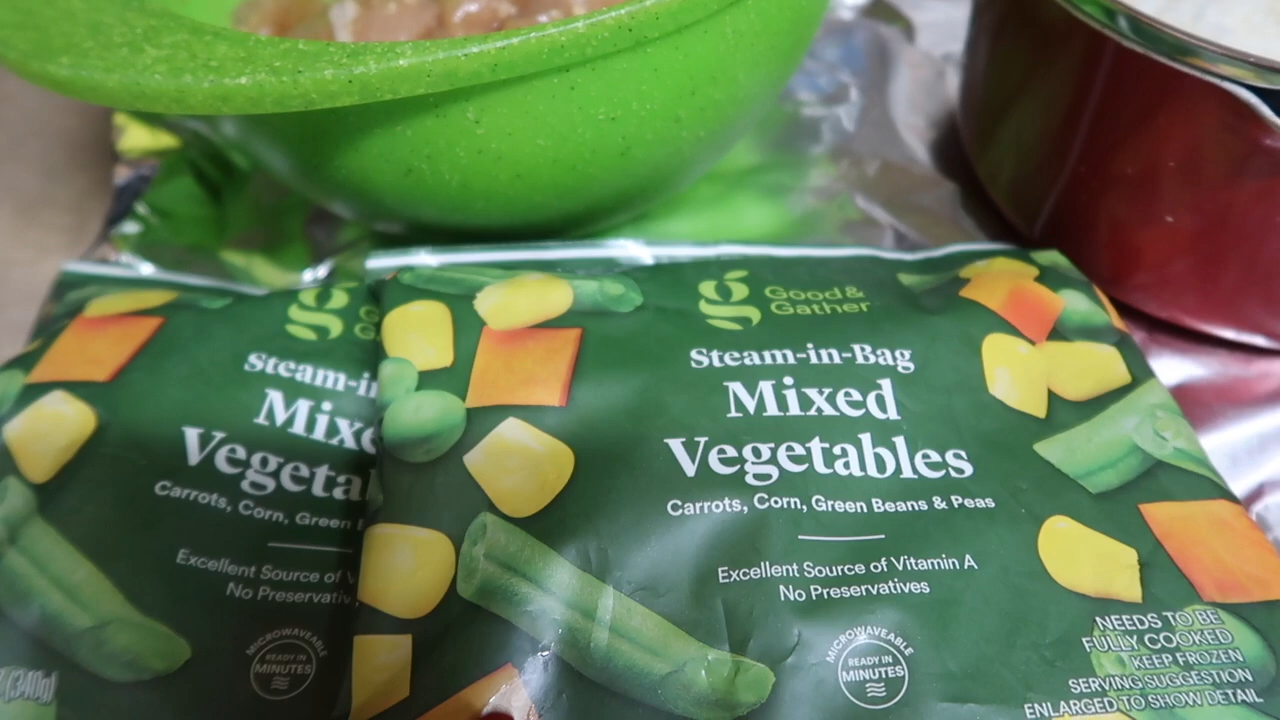 Good&
Gather
Steam-in-Bag
Mixed
Vegetables
Carrots, Corn, Green Beans & Peas
Excellent Source of Vitamin A
No Preservatives
MICROWAVEABLE
READY IN
MINUTES
NEEDS TO BE
FULLY COOKED
KEEP FROZEN
SERVING SUGGESTION
ENLARGED TO SHOW DETAIL
G
G
Steam-in
Mixe
Vegeta
Carrots, Corn, Green
Excellent Source of
No Preservativ
MICROWAVEABLE
READY IN
MINUTES
(340g)